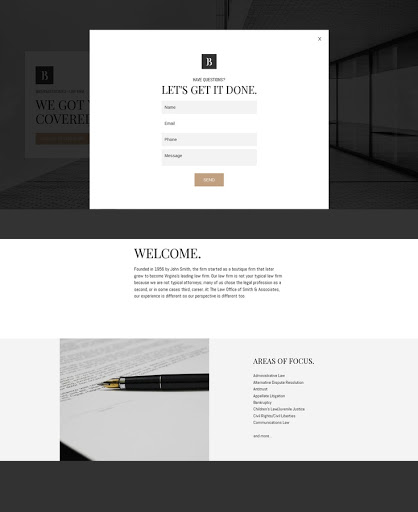 X
B
HAVE QUESTIONS?
LET'S GET IT DONE.
Name
Email
Phone
Message
SEND
B
WE GOT
COVERE
WELCOME.
Founded in 1956 by John Smith, the firm started as a boutique firm that later
grow to become Virginia's leading law firm. Our law firm is not your typical law firm
because we are not typical attorneys, many of us chose the legal profession as a
second, or in some cases third, career. At The Law Office of Smith & Associates,
our experience is different so our perspective is different too.
AREAS OF FOCUS.
Administrative Law
Alternative Dispute Resolution
Antitrust
Appellate Litigation
Bankruptcy
Children's Law/Juvenile Justice
Civil Rights/Civil Liberties
Communications Law
and more...